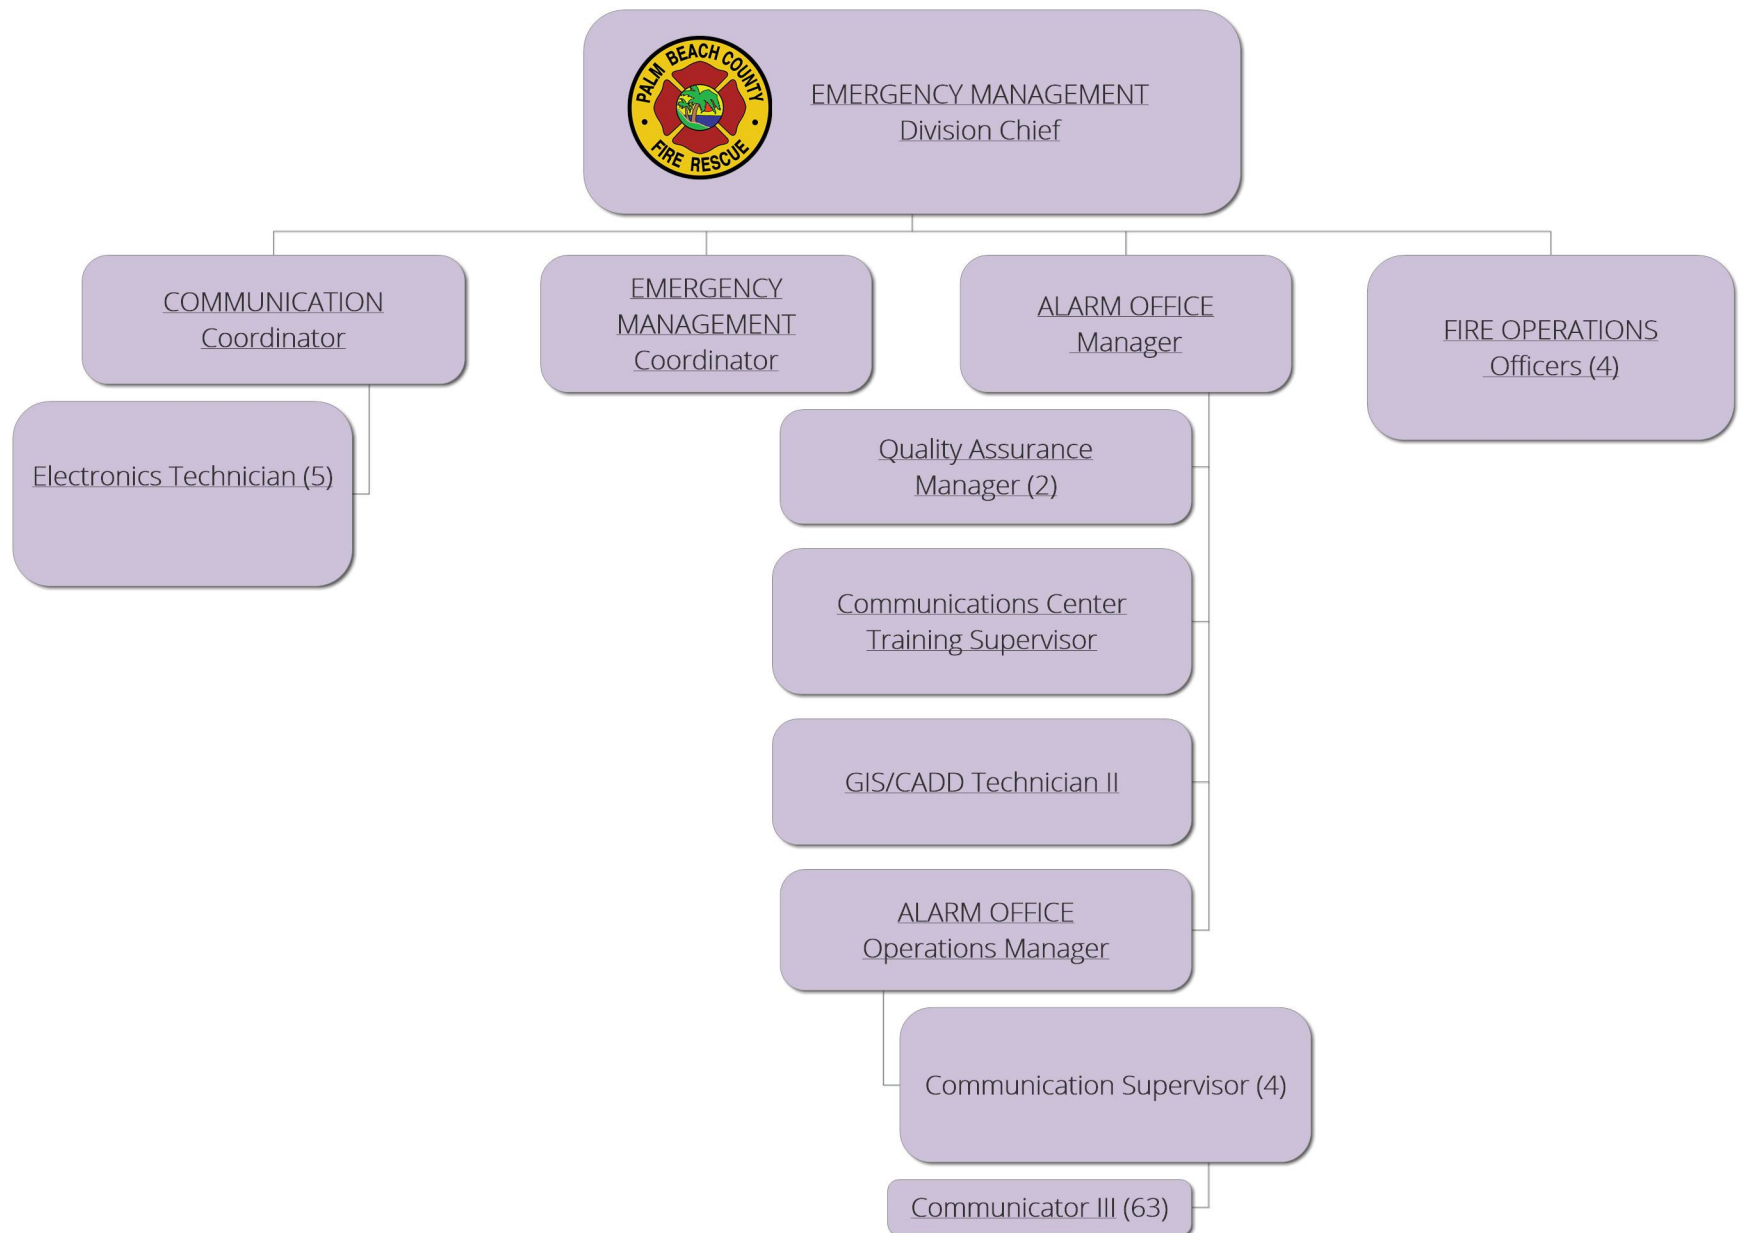 PALM BEACH COUNTY
FIRE RESCUE
EMERGENCY MANAGEMENT
Division Chief
COMMUNICATION
Coordinator
EMERGENCY
MANAGEMENT
Coordinator
ALARM OFFICE
Manager
FIRE OPERATIONS
Officers (4)
Electronics Technician (5)
Quality Assurance
Manager (2)
Communications Center
Training Supervisor
GIS/CADD Technician II
ALARM OFFICE
Operations Manager
Communication Supervisor (4)
Communicator III (63)